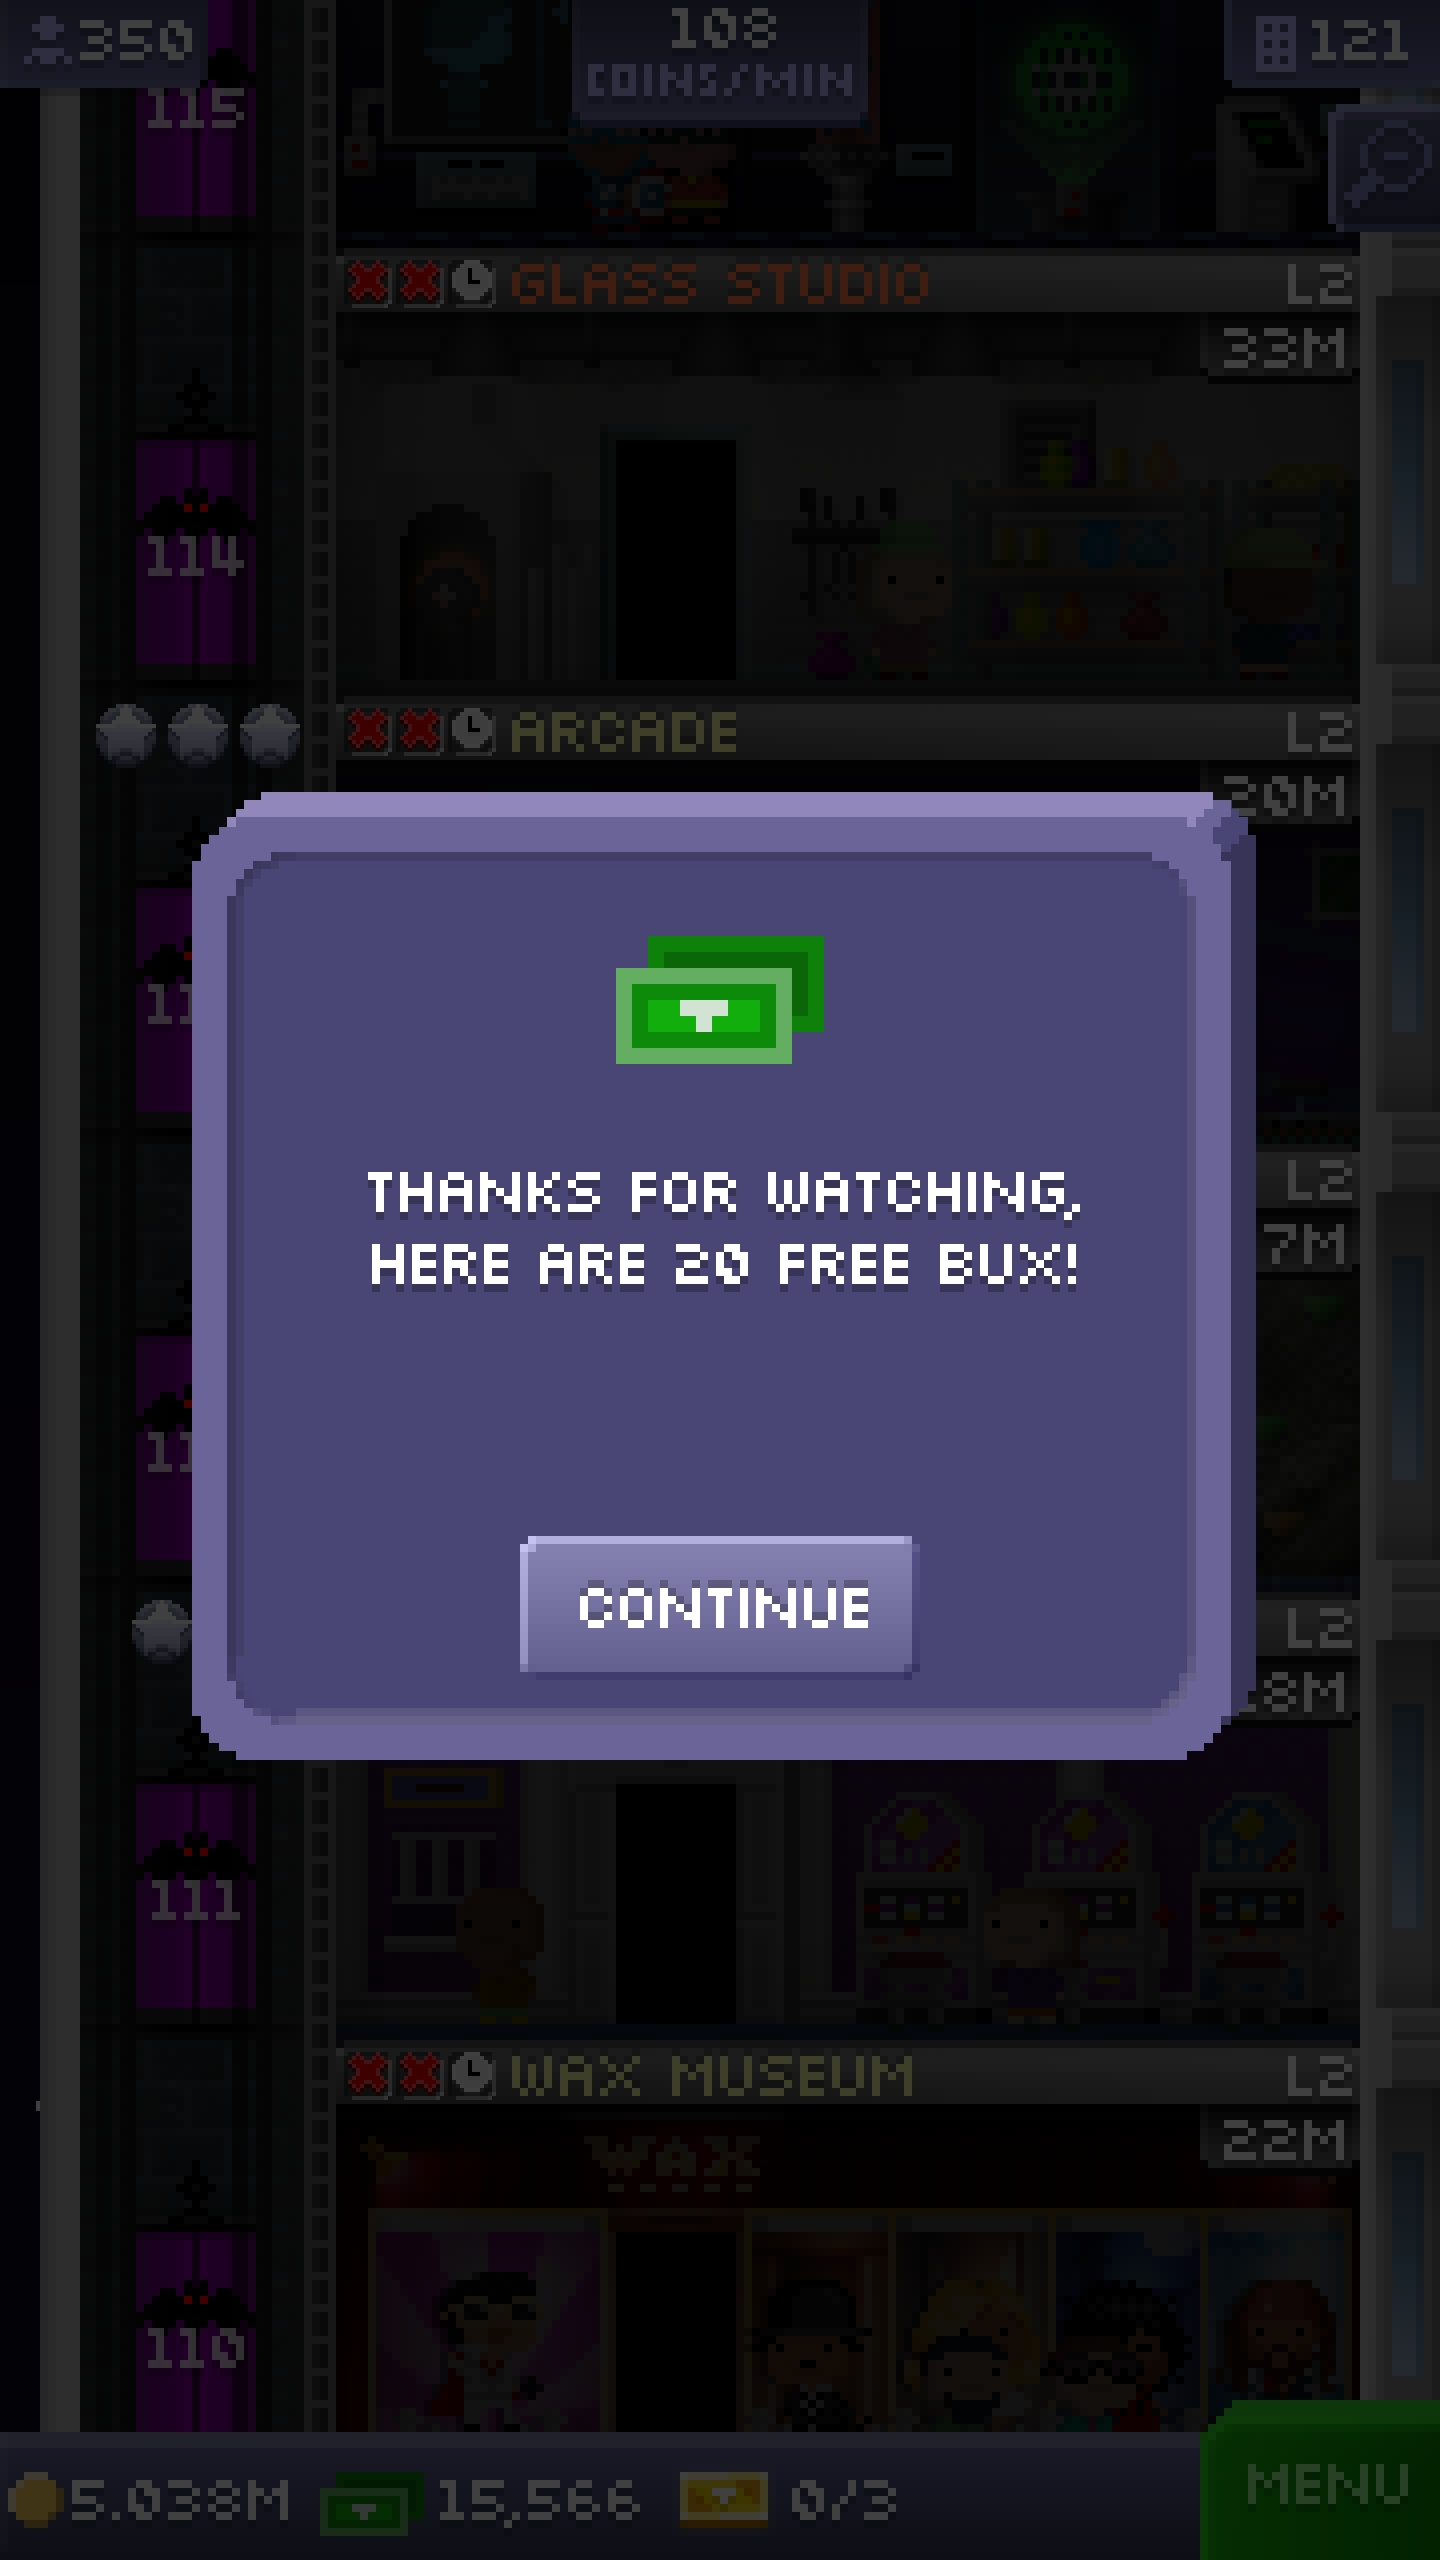 350
108
COINS/MIN
121
115
GLASS STUDIO
L2
33M
114
ARCADE
L2
20M
THANKS FOR WATCHING,
HERE ARE 20 FREE BUX!
L2
7M
CONTINUE
L2
8M
111
WAX MUSEUM
L2
22M
WAX
110
5.038M
15,566
0/3
MENU